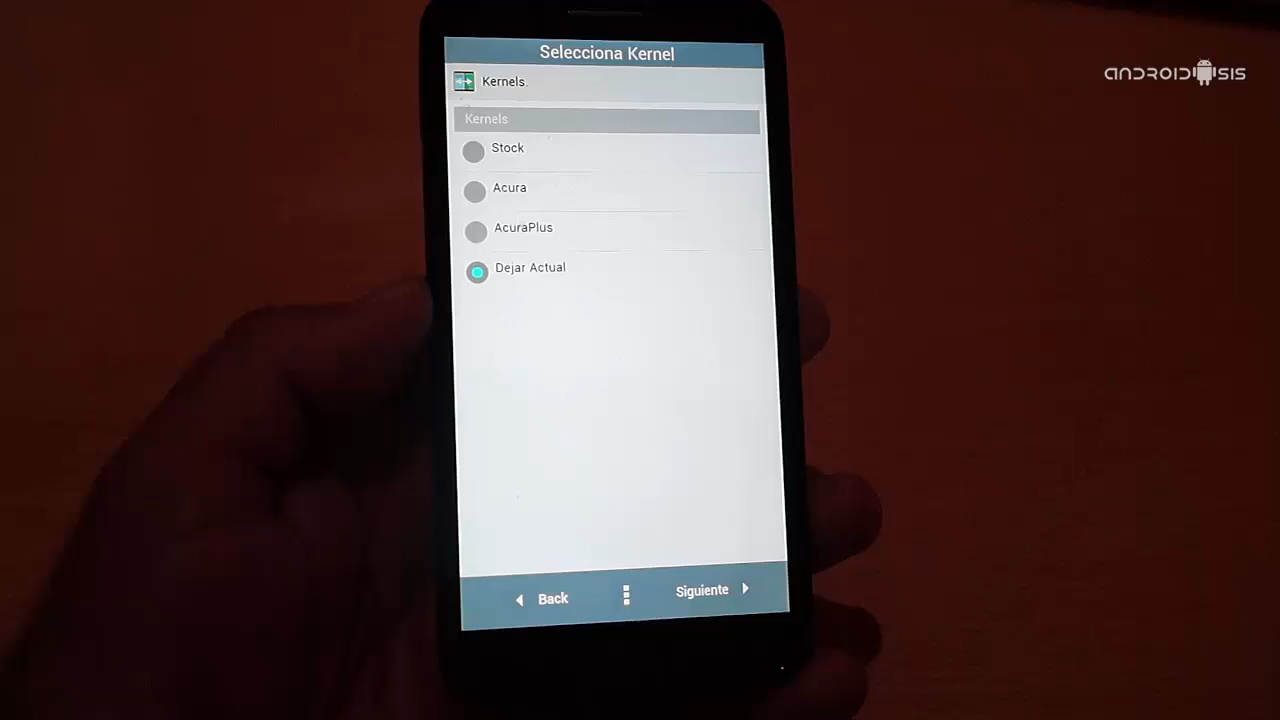 Selecciona Kernel
Kernels.
Kernels
Stock
Acura
AcuraPlus
Dejar Actual
Back
Siguiente
ANDROIDSIS